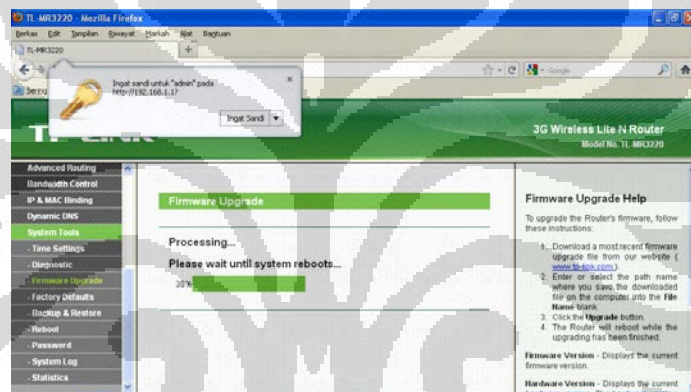 TL-MR3220 - Mozilla Firefox
Berkas Edit Tampilan Riwayat Markah Alat Bagtuan
TL-MR3220
Google
Ingat sandi untuk "admin" pada
http://192.168.1.1?
Ingat Sandi
3G Wireless Lite N Router
Model No. TL-MR3220
Advanced Routing
Bandwidth Control
IP & MAC Binding
Dynamic DNS
System Tools
- Time Settings
- Diagnostic
- Firmware Upgrade
- Factory Defaults
- Backup & Restore
- Reboot
- Password
- System Log
- Statistics
Firmware Upgrade
Processing...
Please wait until system reboots...
30%
Firmware Upgrade Help
To upgrade the Router's firmware, follow
these instructions:
1. Download a most recent firmware
upgrade file from our website (
www.tp-link.com ).
2. Enter or select the path name
where you save the downloaded
file on the computer into the File
Name blank.
3. Click the Upgrade button.
4. The Router will reboot while the
upgrading has been finished.
Firmware Version - Displays the current
firmware version.
Hardware Version - Displays the current